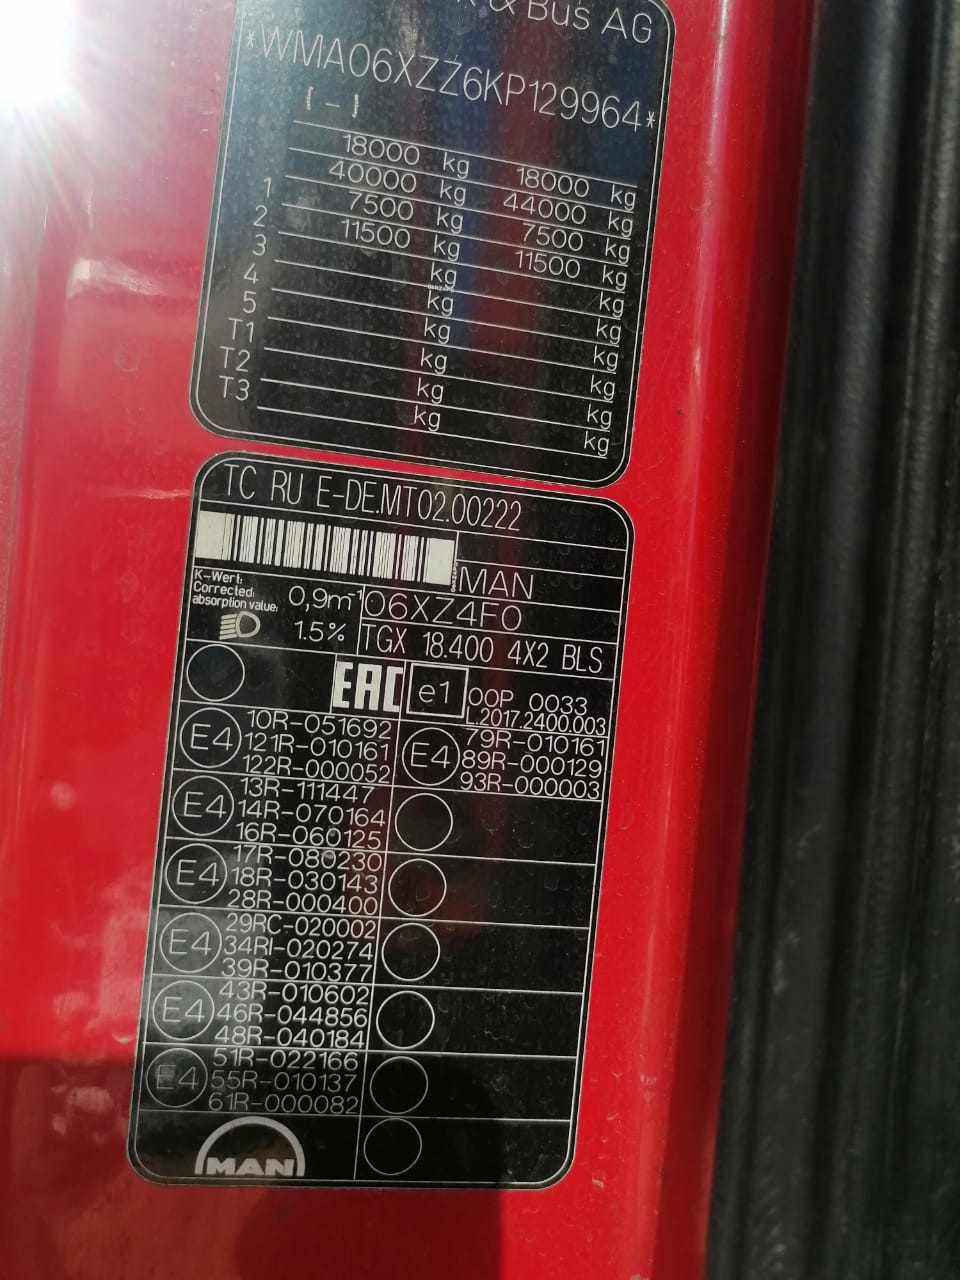 & Bus AG
*WMA06XZZ6KP129964*
1 - 1
18000 kg 18000 kg
40000 kg 44000 kg
1 7500 kg 7500 kg
2 11500 kg 11500 kg
3 kg kg
4 kg kg
5 kg kg
T1 kg kg
T2 kg kg
T3 kg kg
TC RU E-DE.MT02.00222
MAN
K-Wert:
Corrected
absorption value:
0,9m⁻¹
06XZ4F0
1.5%
TGX 18.400 4X2 BLS
EAC
e1
00P 0033
L.2017.2400.003
E4
10R-051692
121R-010161
122R-000052
E4
79R-010161
89R-000129
93R-000003
E4
13R-111447
14R-070164
16R-060125
E4
17R-080230
18R-030143
28R-000400
E4
29RC-020002
34RI-020274
39R-010377
E4
43R-010602
46R-044856
48R-040184
E4
51R-022166
55R-010137
61R-000082
MAN